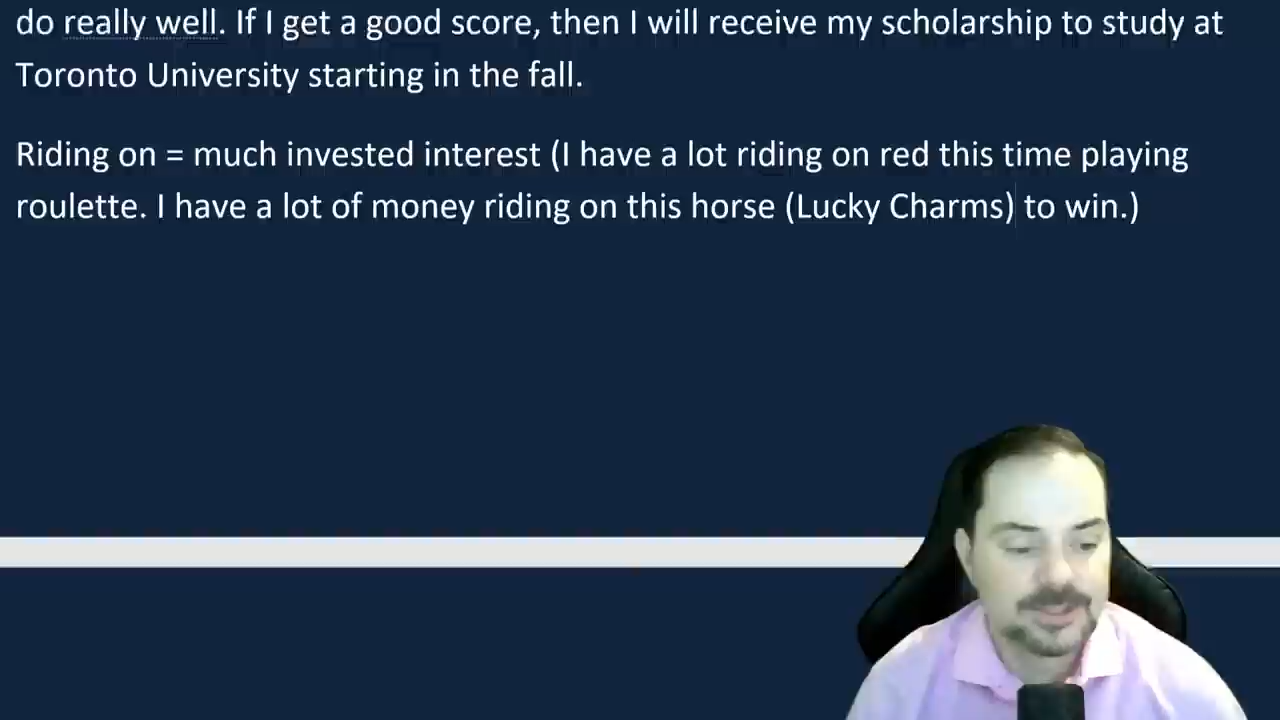 do really well. If I get a good score, then I will receive my scholarship to study at
Toronto University starting in the fall.
Riding on = much invested interest (I have a lot riding on red this time playing
roulette. I have a lot of money riding on this horse (Lucky Charms) to win.)